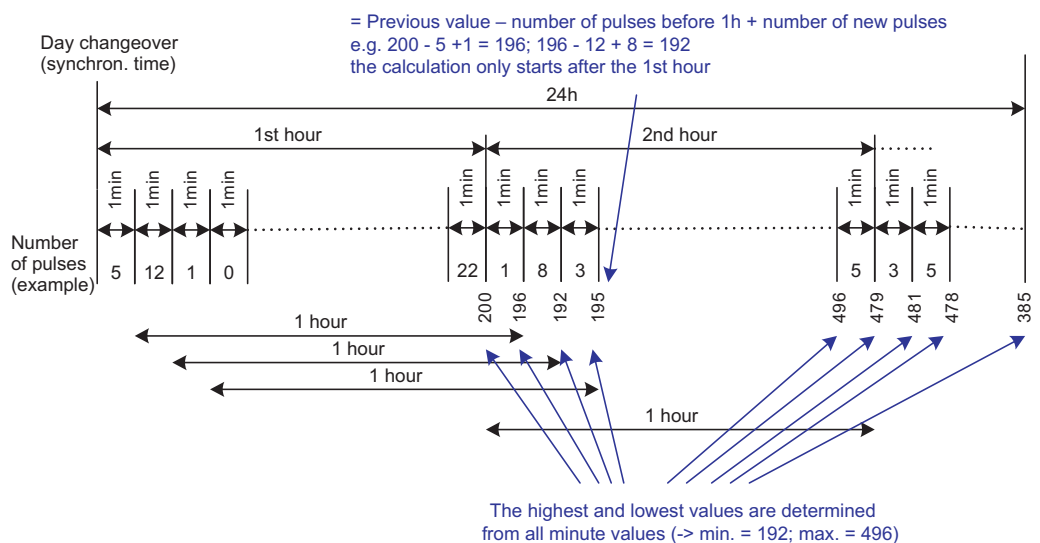 = Previous value – number of pulses before 1h + number of new pulses
e.g. 200 - 5 +1 = 196; 196 - 12 + 8 = 192
the calculation only starts after the 1st hour
Day changeover
(synchron. time)
24h
1st hour
2nd hour
1min 1min 1min 1min 1min 1min 1min 1min 1min 1min 1min
Number
of pulses
(example)
5 12 1 0 22 1 8 3 5 3 5
200 196 192 195 496 479 481 478 385
1 hour
1 hour
1 hour
1 hour
The highest and lowest values are determined
from all minute values (-> min. = 192; max. = 496)